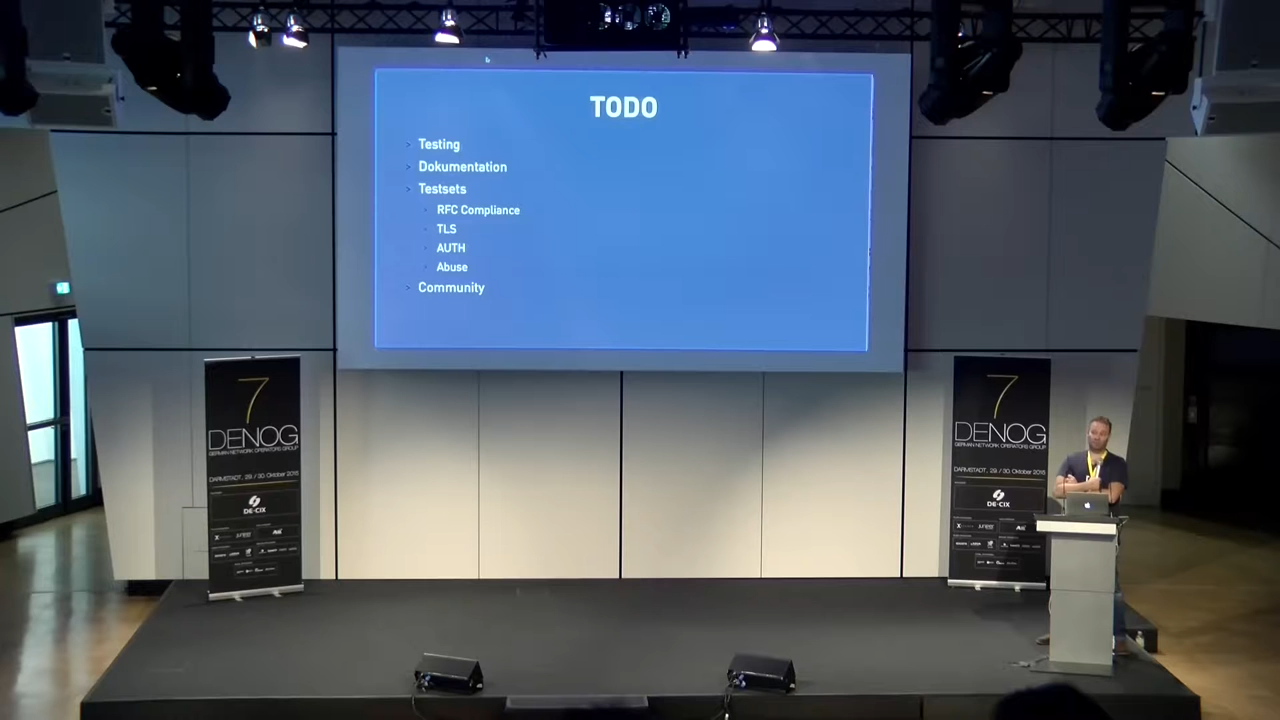 TODO
Testing
Dokumentation
Testsets
RFC Compliance
TLS
AUTH
Abuse
Community
7
DENOG
GERMAN NETWORK OPERATORS GROUP
DARMSTADT, 29. / 30. Oktober 2015
DE-CIX
7
DENOG
GERMAN NETWORK OPERATORS GROUP
DARMSTADT, 29. / 30. Oktober 2015
DE-CIX